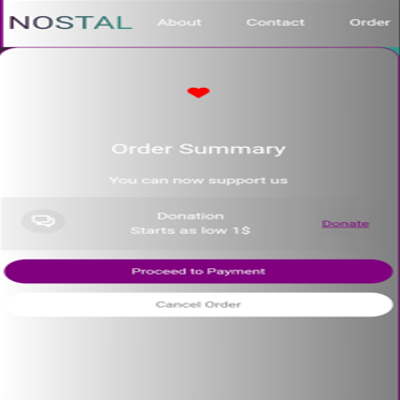 NOSTAL About Contact Order
Order Summary
You can now support us
Donation
Starts as low 1$
Donate
Proceed to Payment
Cancel Order